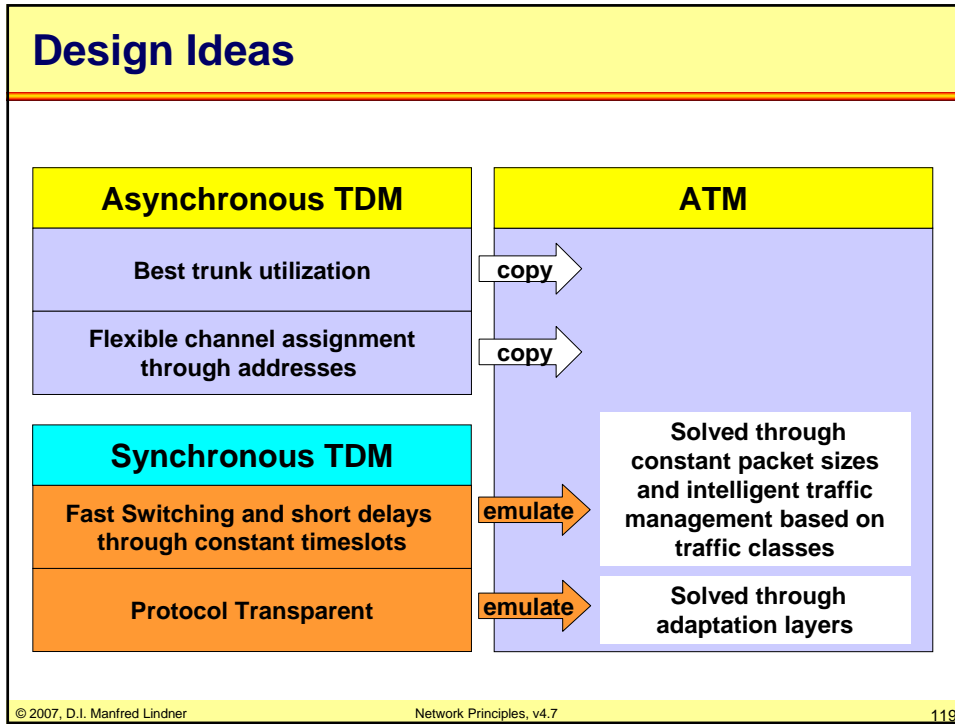 Design Ideas
Asynchronous TDM
Best trunk utilization
Flexible channel assignment
through addresses
Synchronous TDM
Fast Switching and short delays
through constant timeslots
Protocol Transparent
copy
copy
emulate
emulate
ATM
Solved through
constant packet sizes
and intelligent traffic
management based on
traffic classes
Solved through
adaptation layers
© 2007, D.I. Manfred Lindner
Network Principles, v4.7
119